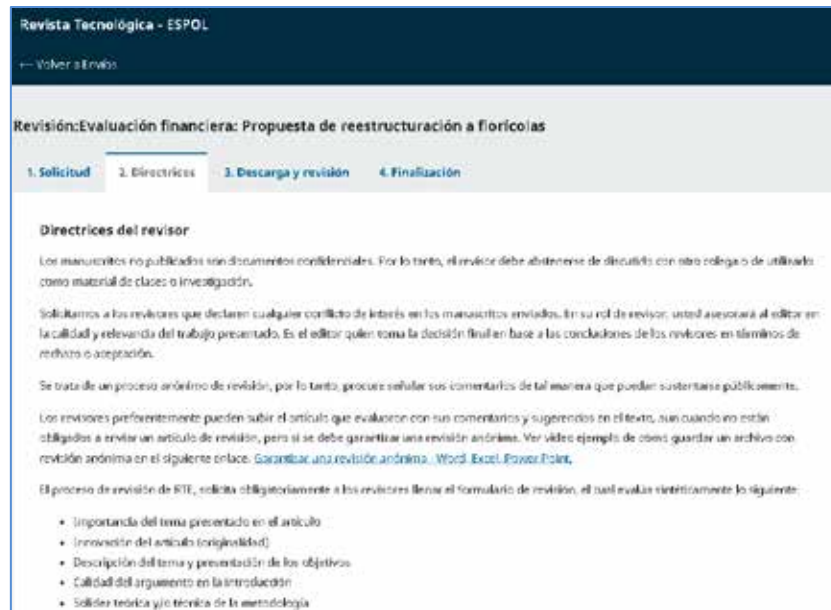 Revista Tecnológica - ESPOL
← Volver a Envíos
Revisión:Evaluación financiera: Propuesta de reestructuración a florícolas
1. Solicitud 2. Directrices 3. Descarga y revisión 4. Finalización
Directrices del revisor
Los manuscritos no publicados son documentos confidenciales. Por lo tanto, el revisor debe abstenerse de discutirlo con otro colega o de utilizarlo
como material de clases o investigación.
Solicitamos a los revisores que declaren cualquier conflicto de interés en los manuscritos enviados. En su rol de revisor, usted asesorará al editor en
la calidad y relevancia del trabajo presentado. Es el editor quien toma la decisión final en base a las conclusiones de los revisores en términos de
rechazo o aceptación.
Se trata de un proceso anónimo de revisión, por lo tanto, procure señalar sus comentarios de tal manera que puedan sustentarse públicamente.
Los revisores preferentemente pueden subir el artículo que evaluaron con sus comentarios y sugerencias en el texto, aun cuando no están
obligados a enviar un artículo de revisión, pero si se debe garantizar una revisión anónima. Ver video ejemplo de cómo guardar un archivo con
revisión anónima en el siguiente enlace. Garantizar una revisión anónima - Word, Excel, Power Point.
El proceso de revisión de RTE, solicita obligatoriamente a los revisores llenar el formulario de revisión, el cual evalúa sintéticamente lo siguiente:
• Importancia del tema presentado en el artículo
• Innovación del artículo (originalidad)
• Descripción del tema y presentación de los objetivos
• Calidad del argumento en la introducción
• Solidez teórica y/o técnica de la metodología